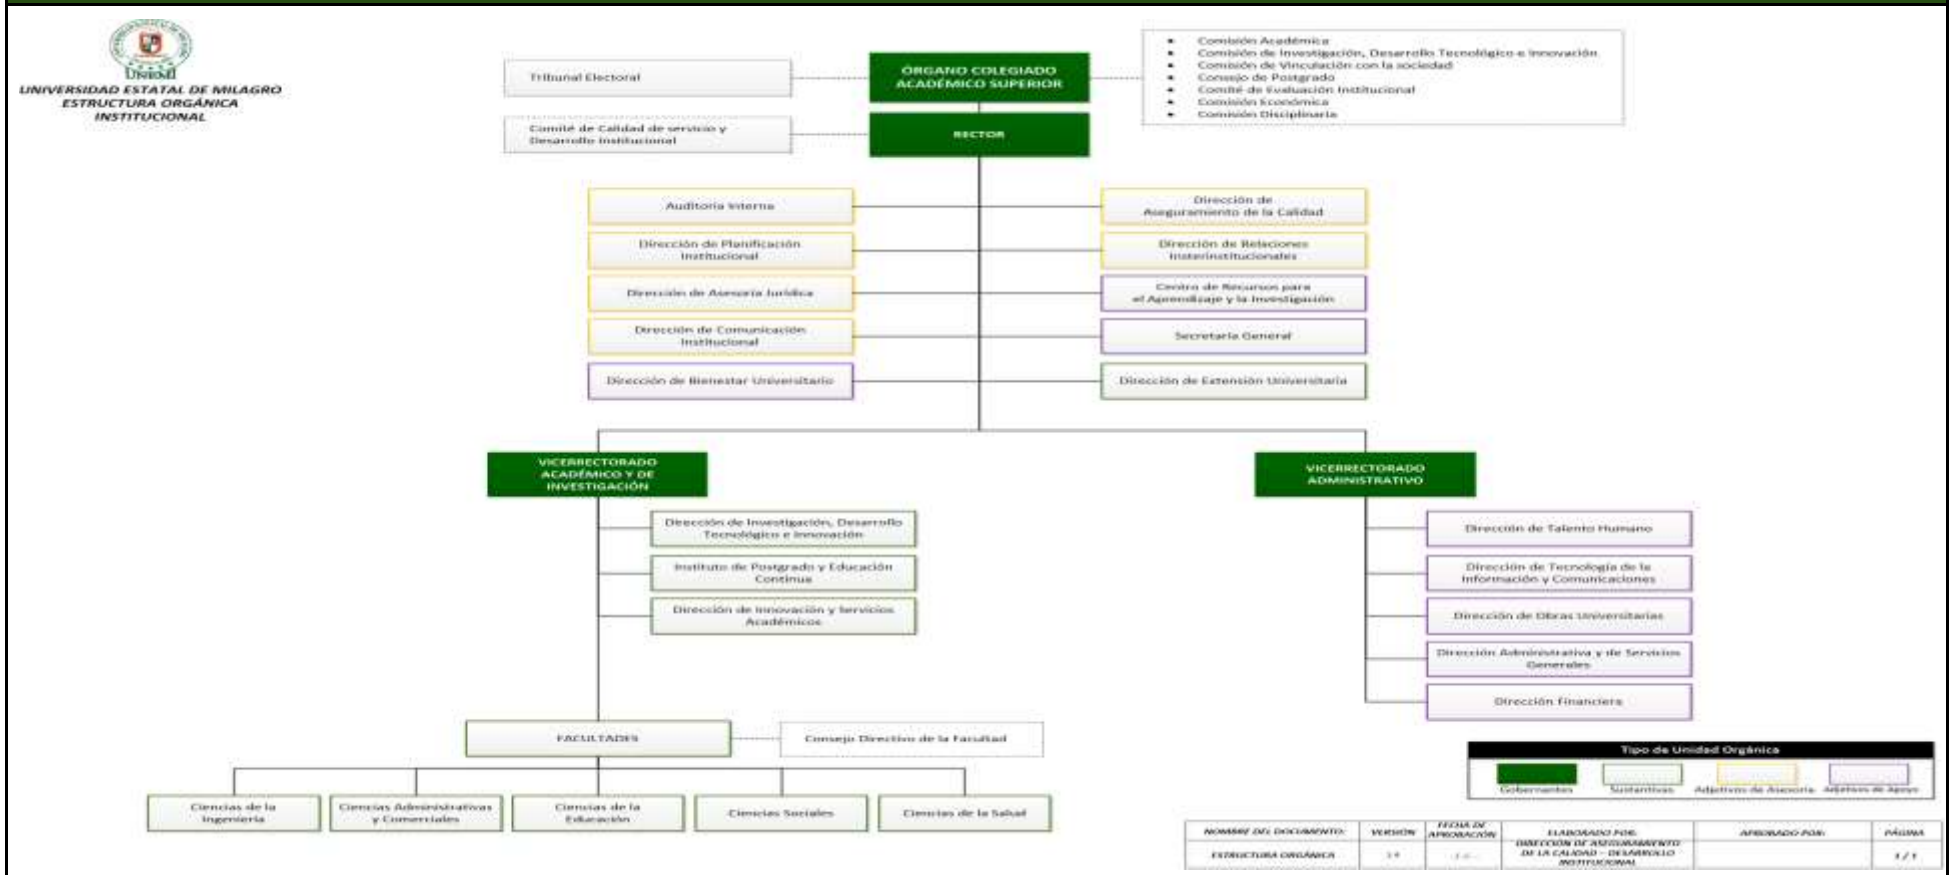 UNEMI
UNIVERSIDAD ESTATAL DE MILAGRO
ESTRUCTURA ORGÁNICA
INSTITUCIONAL
Tribunal Electoral
ÓRGANO COLEGIADO
ACADÉMICO SUPERIOR
• Comisión Académica
• Comisión de Investigación, Desarrollo Tecnológico e Innovación
• Comisión de Vinculación con la sociedad
• Consejo de Postgrado
• Comité de Evaluación Institucional
• Comisión Económica
• Comisión Disciplinaria
Comité de Calidad de servicio y
Desarrollo Institucional
RECTOR
Auditoría Interna
Dirección de
Aseguramiento de la Calidad
Dirección de Planificación
Institucional
Dirección de Relaciones
Insterinstitucionales
Dirección de Asesoría Jurídica
Centro de Recursos para
el Aprendizaje y la Investigación
Dirección de Comunicación
Institucional
Secretaría General
Dirección de Bienestar Universitario
Dirección de Extensión Universitaria
VICERRECTORADO
ACADÉMICO Y DE
INVESTIGACIÓN
VICERRECTORADO
ADMINISTRATIVO
Dirección de Investigación, Desarrollo
Tecnológico e Innovación
Instituto de Postgrado y Educación
Continua
Dirección de Innovación y Servicios
Académicos
Dirección de Talento Humano
Dirección de Tecnología de la
Información y Comunicaciones
Dirección de Obras Universitarias
Dirección Administrativa y de Servicios
Generales
Dirección Financiera
FACULTADES
Consejo Directivo de la Facultad
Ciencias de la
Ingeniería
Ciencias Administrativas
y Comerciales
Ciencias de la
Educación
Ciencias Sociales
Ciencias de la Salud
Tipo de Unidad Orgánica
Gobernantes
Sustantivas
Adjetivos de Asesoría
Adjetivos de Apoyo
NOMBRE DEL DOCUMENTO:
VERSIÓN
FECHA DE
APROBACIÓN
ELABORADO POR:
APROBADO POR:
PÁGINA
ESTRUCTURA ORGÁNICA
DIRECCIÓN DE ASEGURAMIENTO
DE LA CALIDAD – DESARROLLO
INSTITUCIONAL
1 / 1